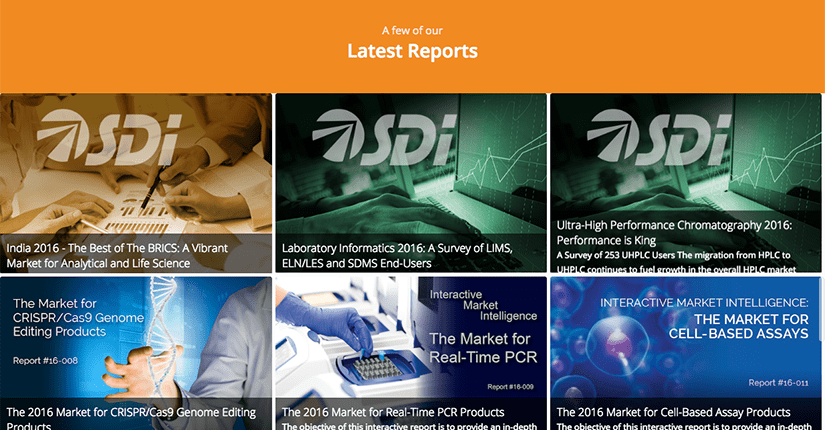 A few of our
Latest Reports
SDi
SDi
SDi
India 2016 - The Best of The BRICS: A Vibrant
Market for Analytical and Life Science
Laboratory Informatics 2016: A Survey of LIMS,
ELN/LES and SDMS End-Users
Ultra-High Performance Chromatography 2016:
Performance is King
A Survey of 253 UHPLC Users The migration from HPLC to
UHPLC continues to fuel growth in the overall HPLC market
The Market for
CRISPR/Cas9 Genome
Editing Products
Report #16-008
The 2016 Market for CRISPR/Cas9 Genome Editing
Products
Interactive
Market
Intelligence
The Market for
Real-Time PCR
Report #16-009
The 2016 Market for Real-Time PCR Products
The objective of this interactive report is to provide an in-depth
INTERACTIVE MARKET INTELLIGENCE:
THE MARKET FOR
CELL-BASED ASSAYS
Report #16-011
The 2016 Market for Cell-Based Assay Products
The objective of this interactive report is to provide an in-depth